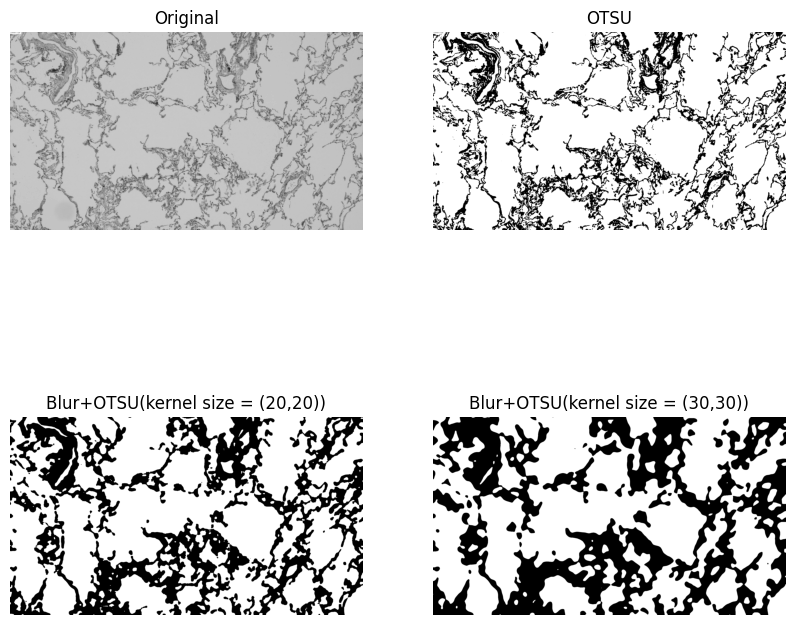 Original
OTSU
Blur+OTSU(kernel size = (20,20))
Blur+OTSU(kernel size = (30,30))